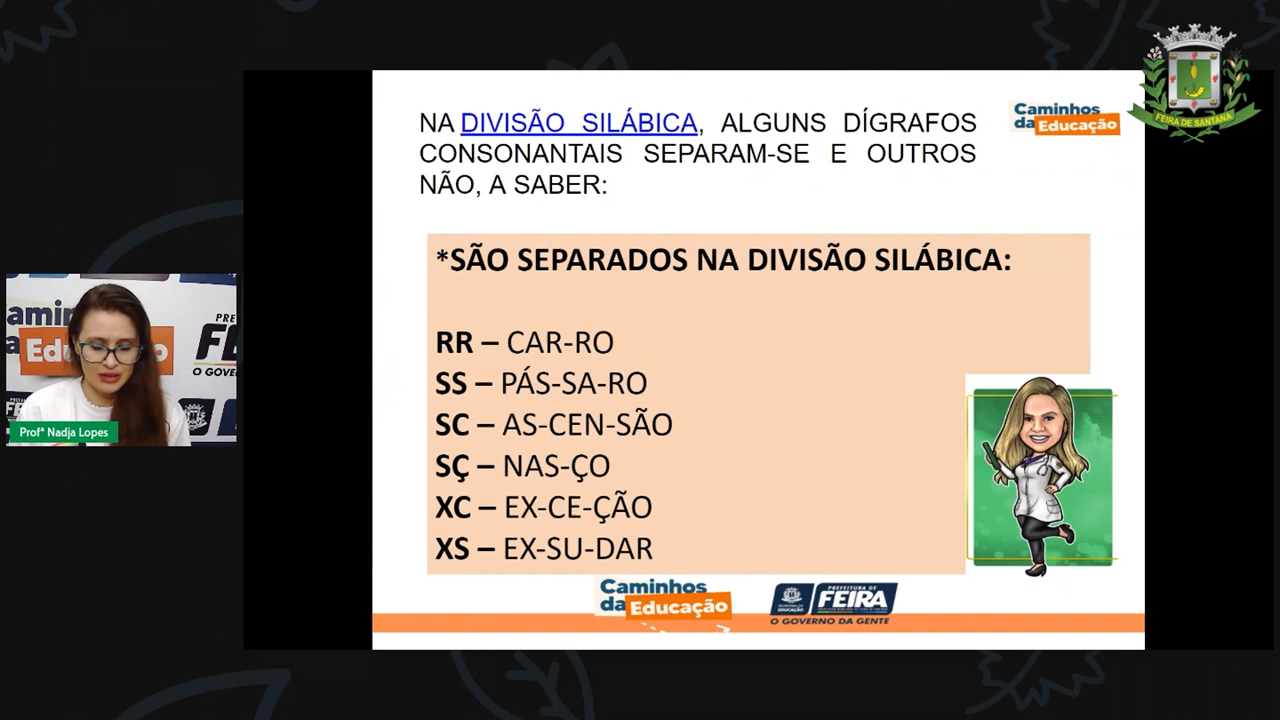 NA DIVISÃO SILÁBICA, ALGUNS DÍGRAFOS
CONSONANTAIS SEPARAM-SE E OUTROS
NÃO, A SABER:
Caminhos
da Educação
FEIRA DE SANTANA
*SÃO SEPARADOS NA DIVISÃO SILÁBICA:
RR – CAR-RO
SS – PÁS-SA-RO
SC – AS-CEN-SÃO
SÇ – NAS-ÇO
XC – EX-CE-ÇÃO
XS – EX-SU-DAR
Profª Nadja Lopes
Caminhos
da Educação
PREFEITURA DE
FEIRA
O GOVERNO DA GENTE